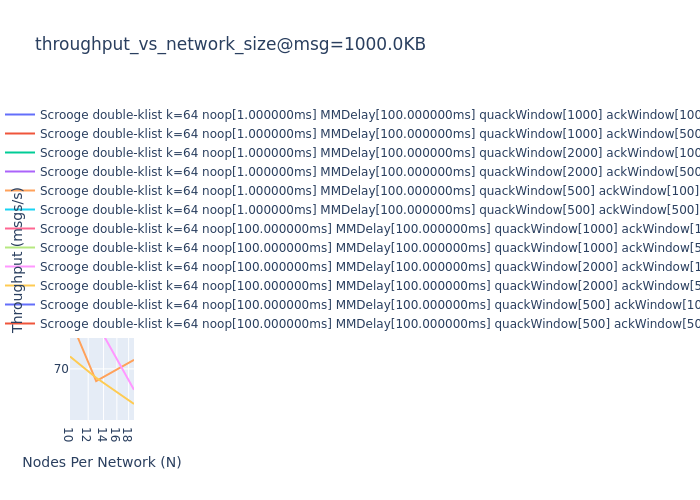 throughput_vs_network_size@msg=1000.0KB
Scrooge double-klist k=64 noop[1.000000ms] MMDelay[100.000000ms] quackWindow[1000] ackWindow[100
Scrooge double-klist k=64 noop[1.000000ms] MMDelay[100.000000ms] quackWindow[1000] ackWindow[500
Scrooge double-klist k=64 noop[1.000000ms] MMDelay[100.000000ms] quackWindow[2000] ackWindow[100
Scrooge double-klist k=64 noop[1.000000ms] MMDelay[100.000000ms] quackWindow[2000] ackWindow[500
Scrooge double-klist k=64 noop[1.000000ms] MMDelay[100.000000ms] quackWindow[500] ackWindow[100]
Scrooge double-klist k=64 noop[1.000000ms] MMDelay[100.000000ms] quackWindow[500] ackWindow[500]
Scrooge double-klist k=64 noop[100.000000ms] MMDelay[100.000000ms] quackWindow[1000] ackWindow[1
Scrooge double-klist k=64 noop[100.000000ms] MMDelay[100.000000ms] quackWindow[1000] ackWindow[5
Scrooge double-klist k=64 noop[100.000000ms] MMDelay[100.000000ms] quackWindow[2000] ackWindow[1
Scrooge double-klist k=64 noop[100.000000ms] MMDelay[100.000000ms] quackWindow[2000] ackWindow[5
Scrooge double-klist k=64 noop[100.000000ms] MMDelay[100.000000ms] quackWindow[500] ackWindow[10
Scrooge double-klist k=64 noop[100.000000ms] MMDelay[100.000000ms] quackWindow[500] ackWindow[50
Throughput (msgs/s)
70
10
12
14
16
18
Nodes Per Network (N)